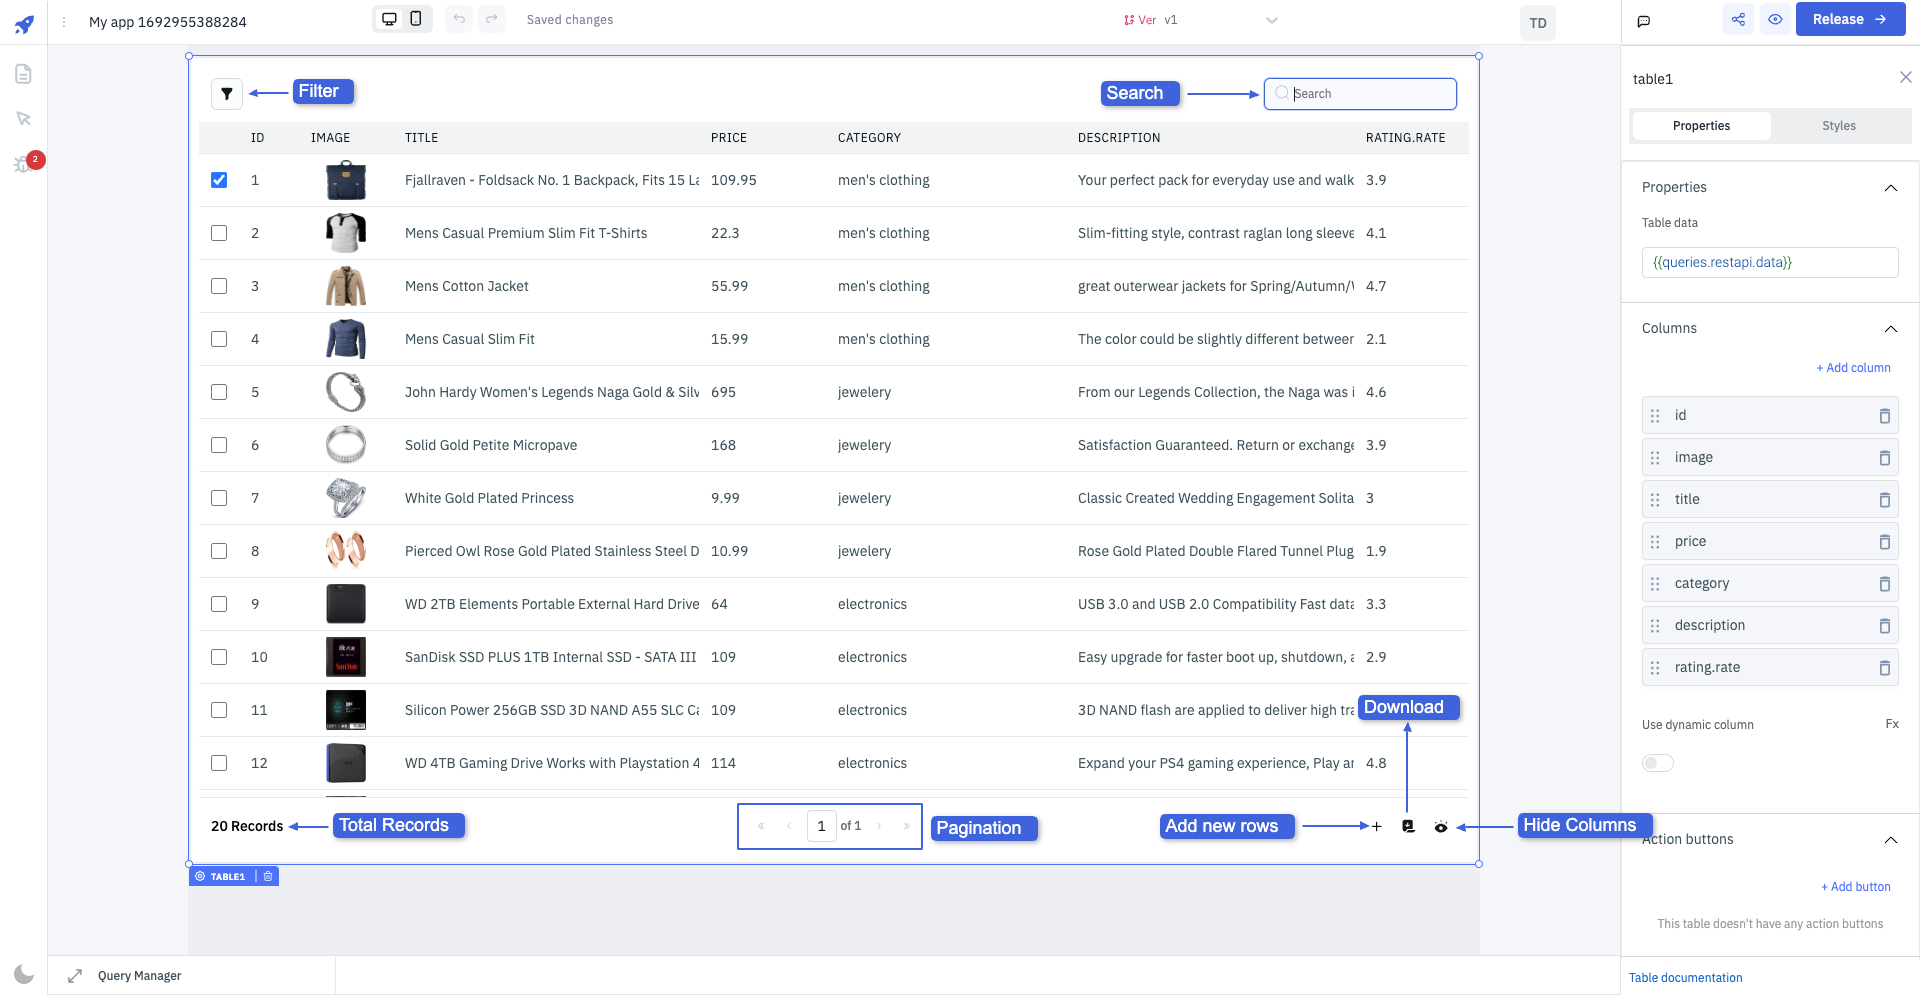 My app 1692955388284
Saved changes
Ver v1
TD
Release
2
Filter
Search
Search
ID IMAGE TITLE PRICE CATEGORY DESCRIPTION RATING.RATE
1 Fjallraven - Foldsack No. 1 Backpack, Fits 15 La 109.95 men's clothing Your perfect pack for everyday use and walk 3.9
2 Mens Casual Premium Slim Fit T-Shirts 22.3 men's clothing Slim-fitting style, contrast raglan long sleeve 4.1
3 Mens Cotton Jacket 55.99 men's clothing great outerwear jackets for Spring/Autumn/ 4.7
4 Mens Casual Slim Fit 15.99 men's clothing The color could be slightly different between 2.1
5 John Hardy Women's Legends Naga Gold & Silv 695 jewelery From our Legends Collection, the Naga was i 4.6
6 Solid Gold Petite Micropave 168 jewelery Satisfaction Guaranteed. Return or exchange 3.9
7 White Gold Plated Princess 9.99 jewelery Classic Created Wedding Engagement Solita 3
8 Pierced Owl Rose Gold Plated Stainless Steel D 10.99 jewelery Rose Gold Plated Double Flared Tunnel Plug 1.9
9 WD 2TB Elements Portable External Hard Drive 64 electronics USB 3.0 and USB 2.0 Compatibility Fast data 3.3
10 SanDisk SSD PLUS 1TB Internal SSD - SATA III 109 electronics Easy upgrade for faster boot up, shutdown, a 2.9
11 Silicon Power 256GB SSD 3D NAND A55 SLC Ca 109 electronics 3D NAND flash are applied to deliver high tra
Download
12 WD 4TB Gaming Drive Works with Playstation 4 114 electronics Expand your PS4 gaming experience, Play ar 4.8
20 Records
Total Records
« ‹ 1 of 1 › »
Pagination
Add new rows
+
Hide Columns
TABLE1
Query Manager
table1
Properties Styles
Properties
Table data
{{queries.restapi.data}}
Columns
+ Add column
id
image
title
price
category
description
rating.rate
Use dynamic column Fx
Action buttons
+ Add button
This table doesn't have any action buttons
Table documentation